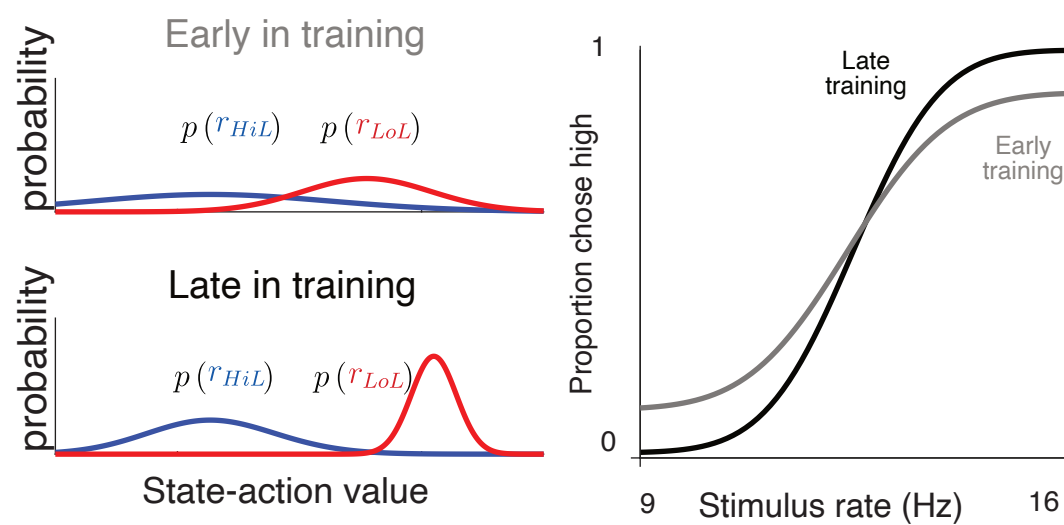 Early in training
probability
p (r_HiL) p (r_LoL)
Late in training
probability
p (r_HiL) p (r_LoL)
State-action value
1
Late
training
Early
training
Proportion chose high
0
9 Stimulus rate (Hz) 16